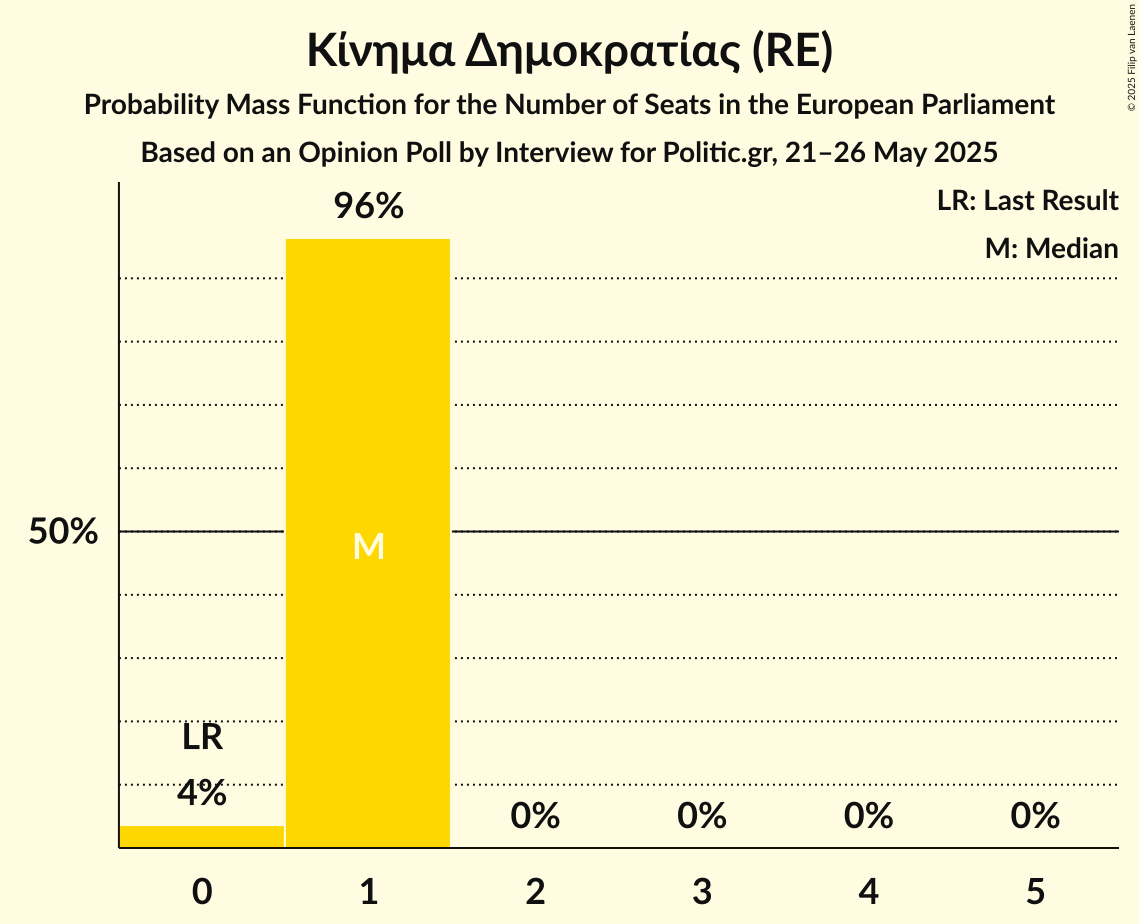 Κίνημα Δημοκρατίας (RE)
Probability Mass Function for the Number of Seats in the European Parliament
Based on an Opinion Poll by Interview for Politic.gr, 21–26 May 2025
© 2025 Filip van Laenen
LR: Last Result
M: Median
96%
50%
M
LR
4%
0% 0% 0% 0%
0 1 2 3 4 5